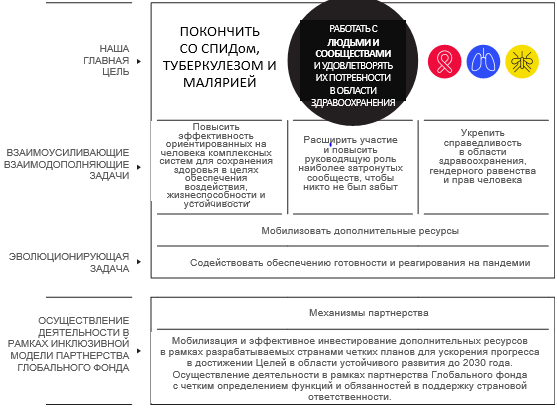 НАША
ГЛАВНАЯ
ЦЕЛЬ
ПОКОНЧИТЬ
СО СПИДом,
ТУБЕРКУЛЕЗОМ И
МАЛЯРИЕЙ
РАБОТАТЬ С
ЛЮДЬМИ И
СООБЩЕСТВАМИ
И УДОВЛЕТВОРЯТЬ
ИХ ПОТРЕБНОСТИ
В ОБЛАСТИ
ЗДРАВООХРАНЕНИЯ
ВЗАИМОУСИЛИВАЮЩИЕ
ВЗАИМОДОПОЛНЯЮЩИЕ
ЗАДАЧИ
Повысить
эффективность
ориентированных на
человека комплексных
систем для сохранения
здоровья в целях
обеспечения
воздействия,
жизнеспособности и
устойчивости
Расширить участие
и повысить
руководящую роль
наиболее затронутых
сообществ, чтобы
никто не был забыт
Укрепить
справедливость
в области
здравоохранения,
гендерного равенства
и прав человека
Мобилизовать дополнительные ресурсы
ЭВОЛЮЦИОНИРУЮЩАЯ
ЗАДАЧА
Содействовать обеспечению готовности и реагирования на пандемии
ОСУЩЕСТВЛЕНИЕ
ДЕЯТЕЛЬНОСТИ В
РАМКАХ ИНКЛЮЗИВНОЙ
МОДЕЛИ ПАРТНЕРСТВА
ГЛОБАЛЬНОГО ФОНДА
Механизмы партнерства
Мобилизация и эффективное инвестирование дополнительных ресурсов
в рамках разрабатываемых странами четких планов для ускорения прогресса
в достижении Целей в области устойчивого развития до 2030 года.
Осуществление деятельности в рамках партнерства Глобального фонда
с четким определением функций и обязанностей в поддержку страновой
ответственности.